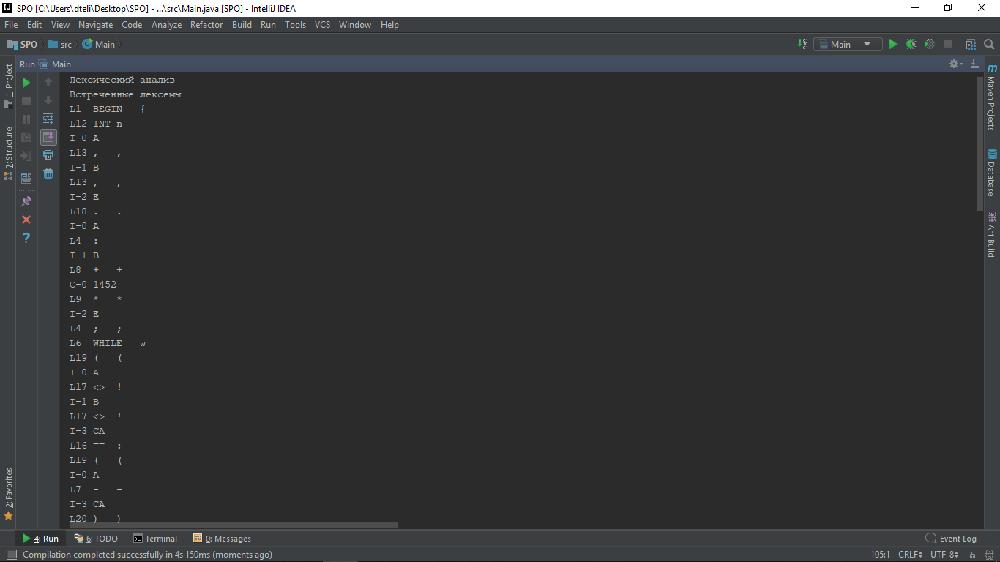 SPO [C:\Users\dteli\Desktop\SPO] - ...\src\Main.java [SPO] - IntelliJ IDEA
File Edit View Navigate Code Analyze Refactor Build Run Tools VCS Window Help
SPO src Main
Main
Run Main
1: Project
7: Structure
2: Favorites
Лексический анализ
Встреченные лексемы
L1 BEGIN {
L12 INT n
I-0 A
L13 , ,
I-1 B
L13 , ,
I-2 E
L18 . .
I-0 A
L4 := =
I-1 B
L8 + +
C-0 1452
L9 * *
I-2 E
L4 ; ;
L6 WHILE w
L19 ( (
I-0 A
L17 <> !
I-1 B
L17 <> !
I-3 CA
L16 == :
L19 ( (
I-0 A
L7 - -
I-3 CA
L20 ) )
Maven Projects
Database
Ant Build
4: Run 6: TODO Terminal 0: Messages Event Log
Compilation completed successfully in 4s 150ms (moments ago) 105:1 CRLF UTF-8